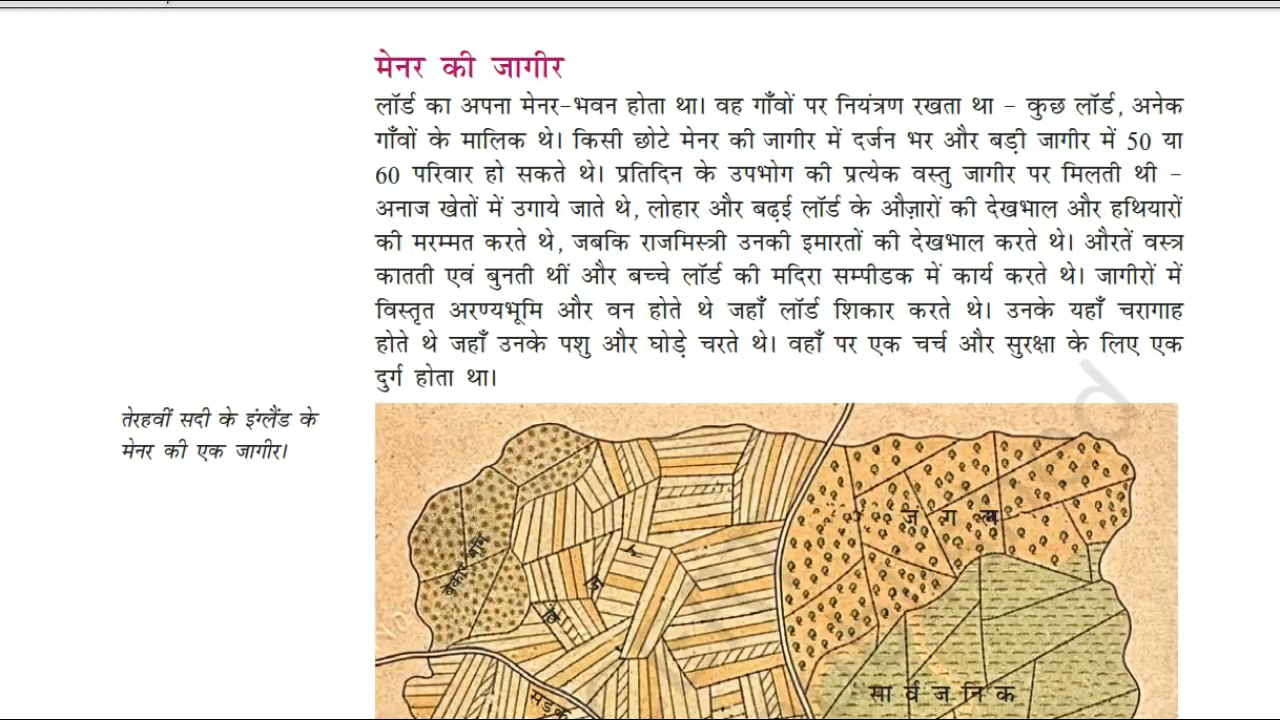 मेनर की जागीर
लॉर्ड का अपना मेनर-भवन होता था। वह गाँवों पर नियंत्रण रखता था – कुछ लॉर्ड, अनेक
गाँवों के मालिक थे। किसी छोटे मेनर की जागीर में दर्जन भर और बड़ी जागीर में 50 या
60 परिवार हो सकते थे। प्रतिदिन के उपभोग की प्रत्येक वस्तु जागीर पर मिलती थी –
अनाज खेतों में उगाये जाते थे, लोहार और बढ़ई लॉर्ड के औज़ारों की देखभाल और हथियारों
की मरम्मत करते थे, जबकि राजमिस्त्री उनकी इमारतों की देखभाल करते थे। औरतें वस्त्र
कातती एवं बुनती थीं और बच्चे लॉर्ड की मदिरा सम्पीडक में कार्य करते थे। जागीरों में
विस्तृत अरण्यभूमि और वन होते थे जहाँ लॉर्ड शिकार करते थे। उनके यहाँ चरागाह
होते थे जहाँ उनके पशु और घोड़े चरते थे। वहाँ पर एक चर्च और सुरक्षा के लिए एक
दुर्ग होता था।
तेरहवीं सदी के इंग्लैंड के
मेनर की एक जागीर।
जंगल
बेकार भूमि
सार्वजनिक
सड़क